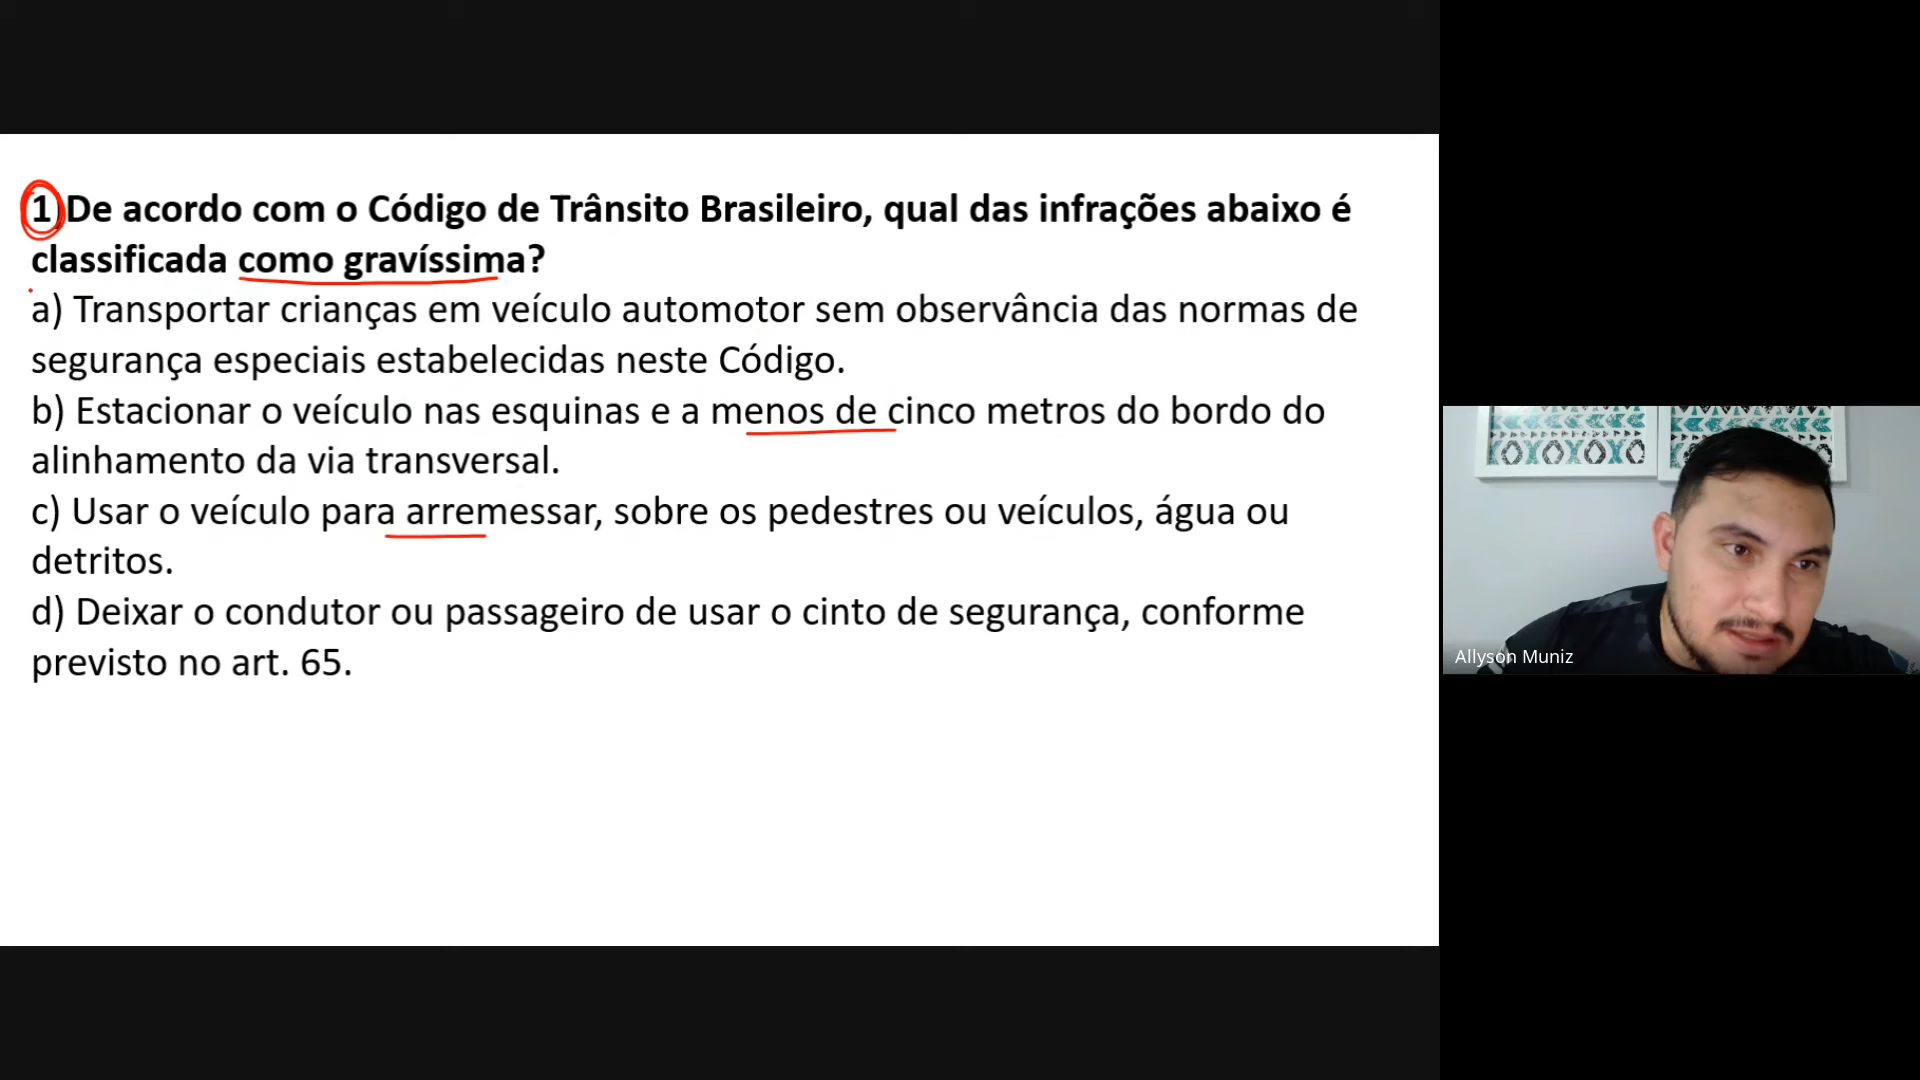 1) De acordo com o Código de Trânsito Brasileiro, qual das infrações abaixo é
classificada como gravíssima?
a) Transportar crianças em veículo automotor sem observância das normas de
segurança especiais estabelecidas neste Código.
b) Estacionar o veículo nas esquinas e a menos de cinco metros do bordo do
alinhamento da via transversal.
c) Usar o veículo para arremessar, sobre os pedestres ou veículos, água ou
detritos.
d) Deixar o condutor ou passageiro de usar o cinto de segurança, conforme
previsto no art. 65.
Allyson Muniz